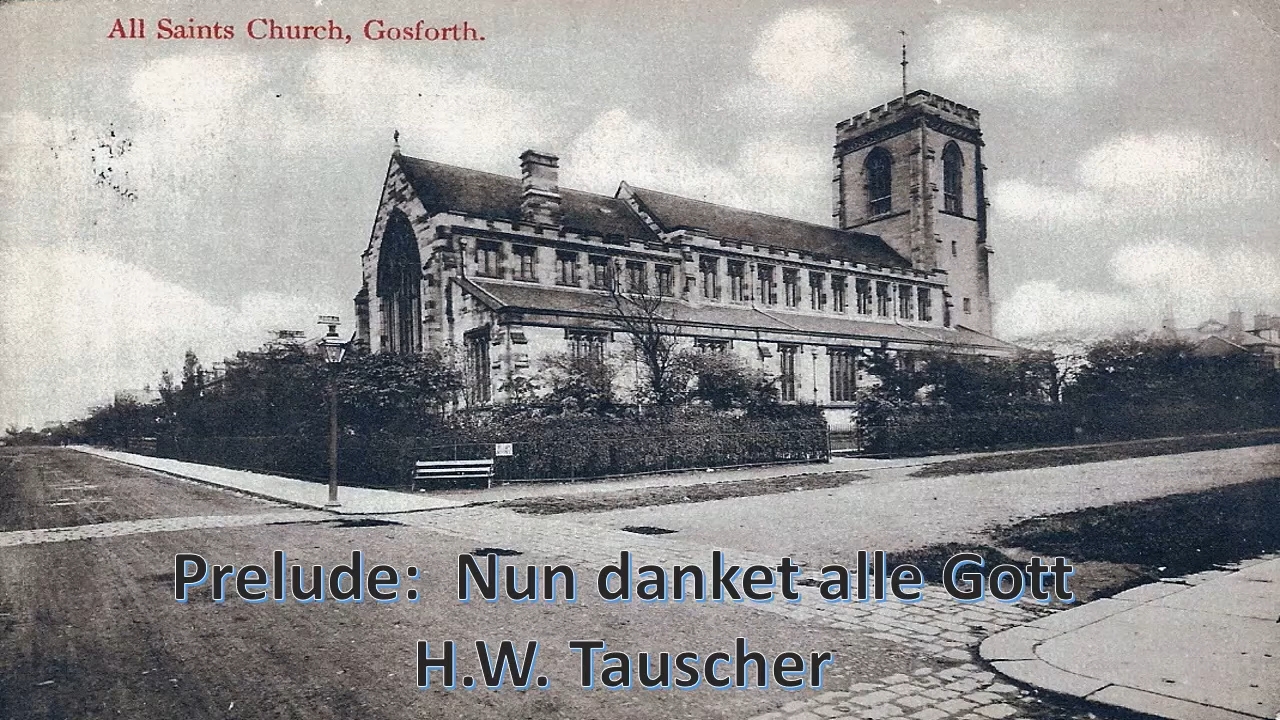 All Saints Church, Gosforth.
Prelude:  Nun danket alle Gott
H.W. Tauscher